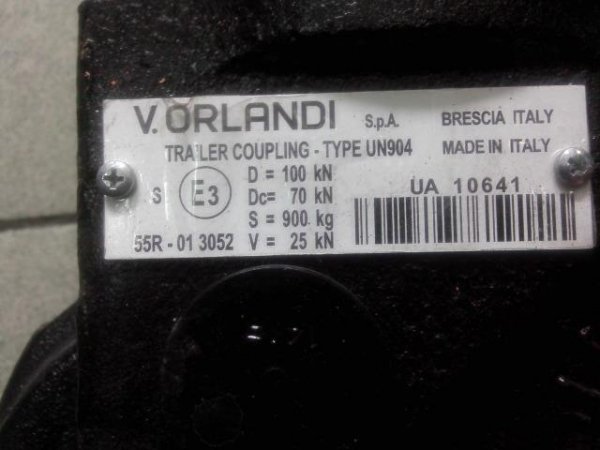 V.ORLANDI S.p.A. BRESCIA ITALY
TRAILER COUPLING - TYPE UN904 MADE IN ITALY
D = 100 kN
S E3 Dc= 70 kN UA 10641
S = 900 kg
55R - 01 3052 V = 25 kN